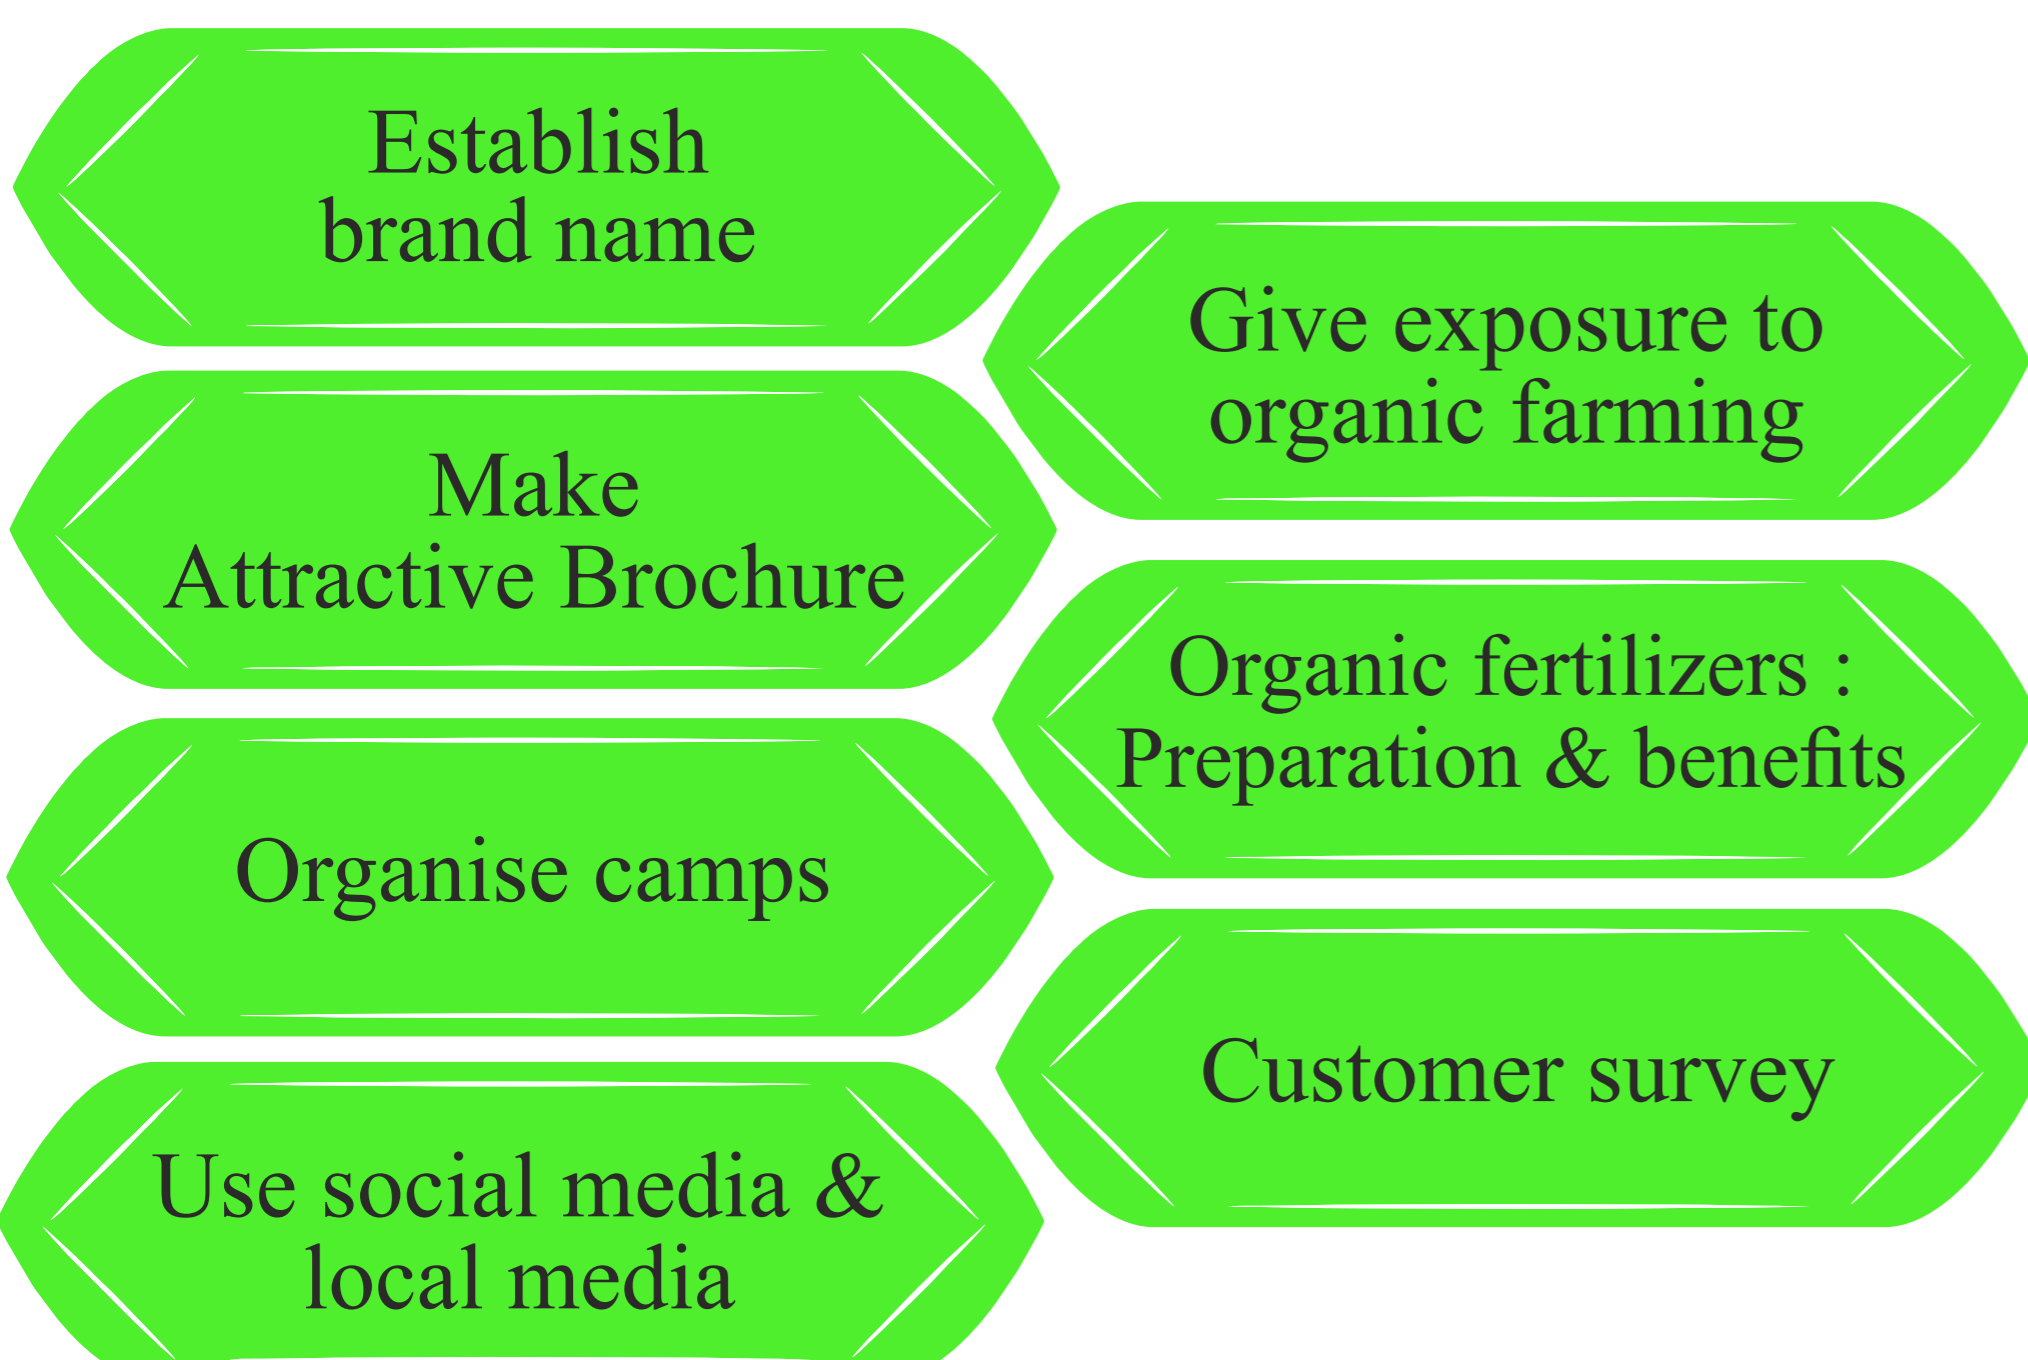 Establish
brand name
Give exposure to
organic farming
Make
Attractive Brochure
Organic fertilizers :
Preparation & benefits
Organise camps
Customer survey
Use social media &
local media